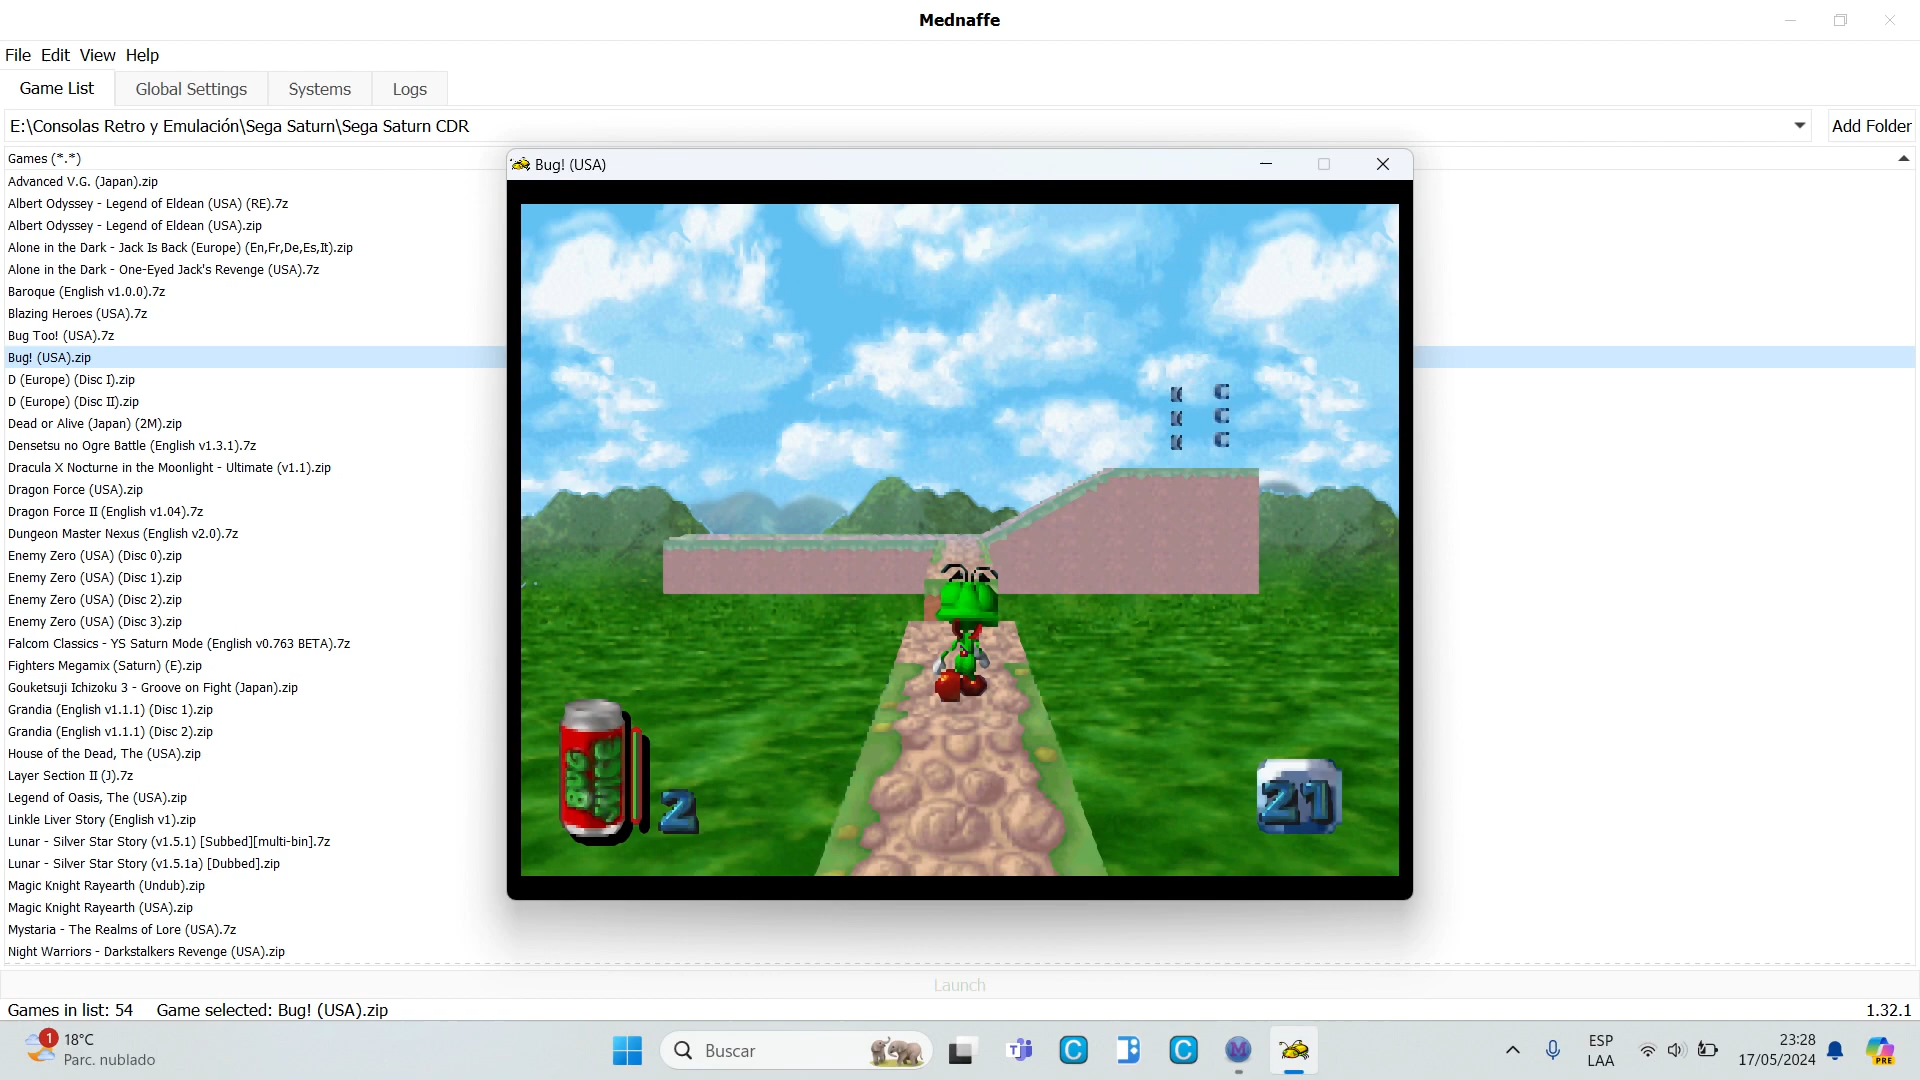 Mednaffe
File Edit View Help
Game List Global Settings Systems Logs
E:\Consolas Retro y Emulación\Sega Saturn\Sega Saturn CDR
Add Folder
Games (*.*)
Advanced V.G. (Japan).zip
Albert Odyssey - Legend of Eldean (USA) (RE).7z
Albert Odyssey - Legend of Eldean (USA).zip
Alone in the Dark - Jack Is Back (Europe) (En,Fr,De,Es,It).zip
Alone in the Dark - One-Eyed Jack's Revenge (USA).7z
Baroque (English v1.0.0).7z
Blazing Heroes (USA).7z
Bug Too! (USA).7z
Bug! (USA).zip
D (Europe) (Disc I).zip
D (Europe) (Disc II).zip
Dead or Alive (Japan) (2M).zip
Densetsu no Ogre Battle (English v1.3.1).7z
Dracula X Nocturne in the Moonlight - Ultimate (v1.1).zip
Dragon Force (USA).zip
Dragon Force II (English v1.04).7z
Dungeon Master Nexus (English v2.0).7z
Enemy Zero (USA) (Disc 0).zip
Enemy Zero (USA) (Disc 1).zip
Enemy Zero (USA) (Disc 2).zip
Enemy Zero (USA) (Disc 3).zip
Falcom Classics - YS Saturn Mode (English v0.763 BETA).7z
Fighters Megamix (Saturn) (E).zip
Gouketsuji Ichizoku 3 - Groove on Fight (Japan).zip
Grandia (English v1.1.1) (Disc 1).zip
Grandia (English v1.1.1) (Disc 2).zip
House of the Dead, The (USA).zip
Layer Section II (J).7z
Legend of Oasis, The (USA).zip
Linkle Liver Story (English v1).zip
Lunar - Silver Star Story (v1.5.1) [Subbed][multi-bin].7z
Lunar - Silver Star Story (v1.5.1a) [Dubbed].zip
Magic Knight Rayearth (Undub).zip
Magic Knight Rayearth (USA).zip
Mystaria - The Realms of Lore (USA).7z
Night Warriors - Darkstalkers Revenge (USA).zip
Bug! (USA)
BUG
JUICE
2
21
Launch
Games in list: 54 Game selected: Bug! (USA).zip
1.32.1
1
18°C
Parc. nublado
Buscar
ESP
LAA
23:28
17/05/2024
PRE